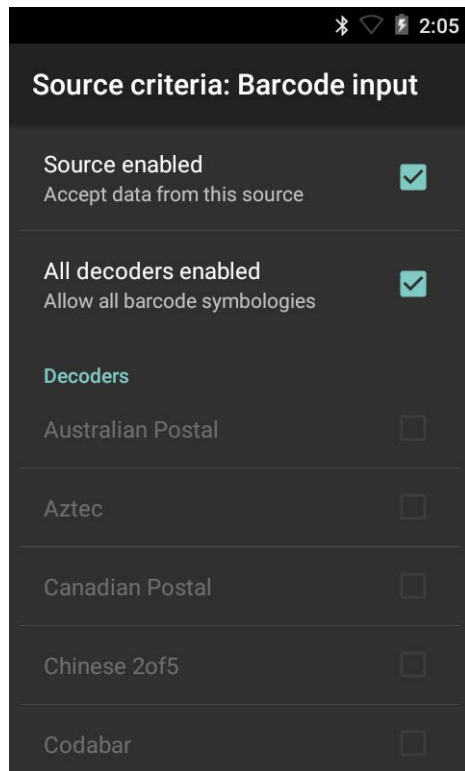 2:05
Source criteria: Barcode input
Source enabled
Accept data from this source
All decoders enabled
Allow all barcode symbologies
Decoders
Australian Postal
Aztec
Canadian Postal
Chinese 2of5
Codabar